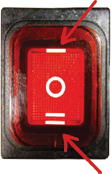 —
O
=